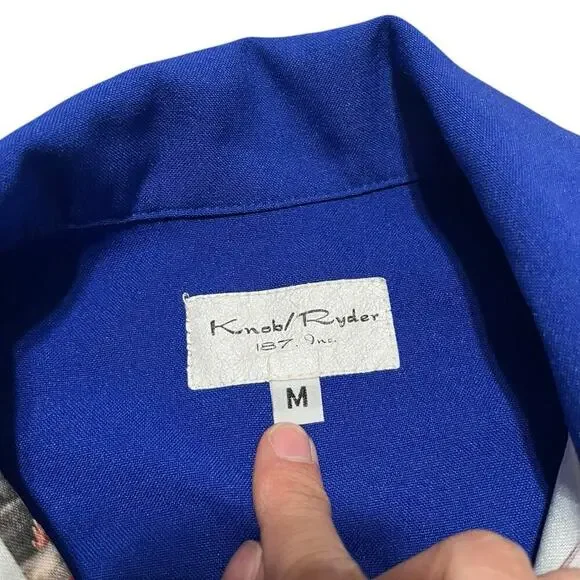 Knob/Ryder
187. Inc.
M